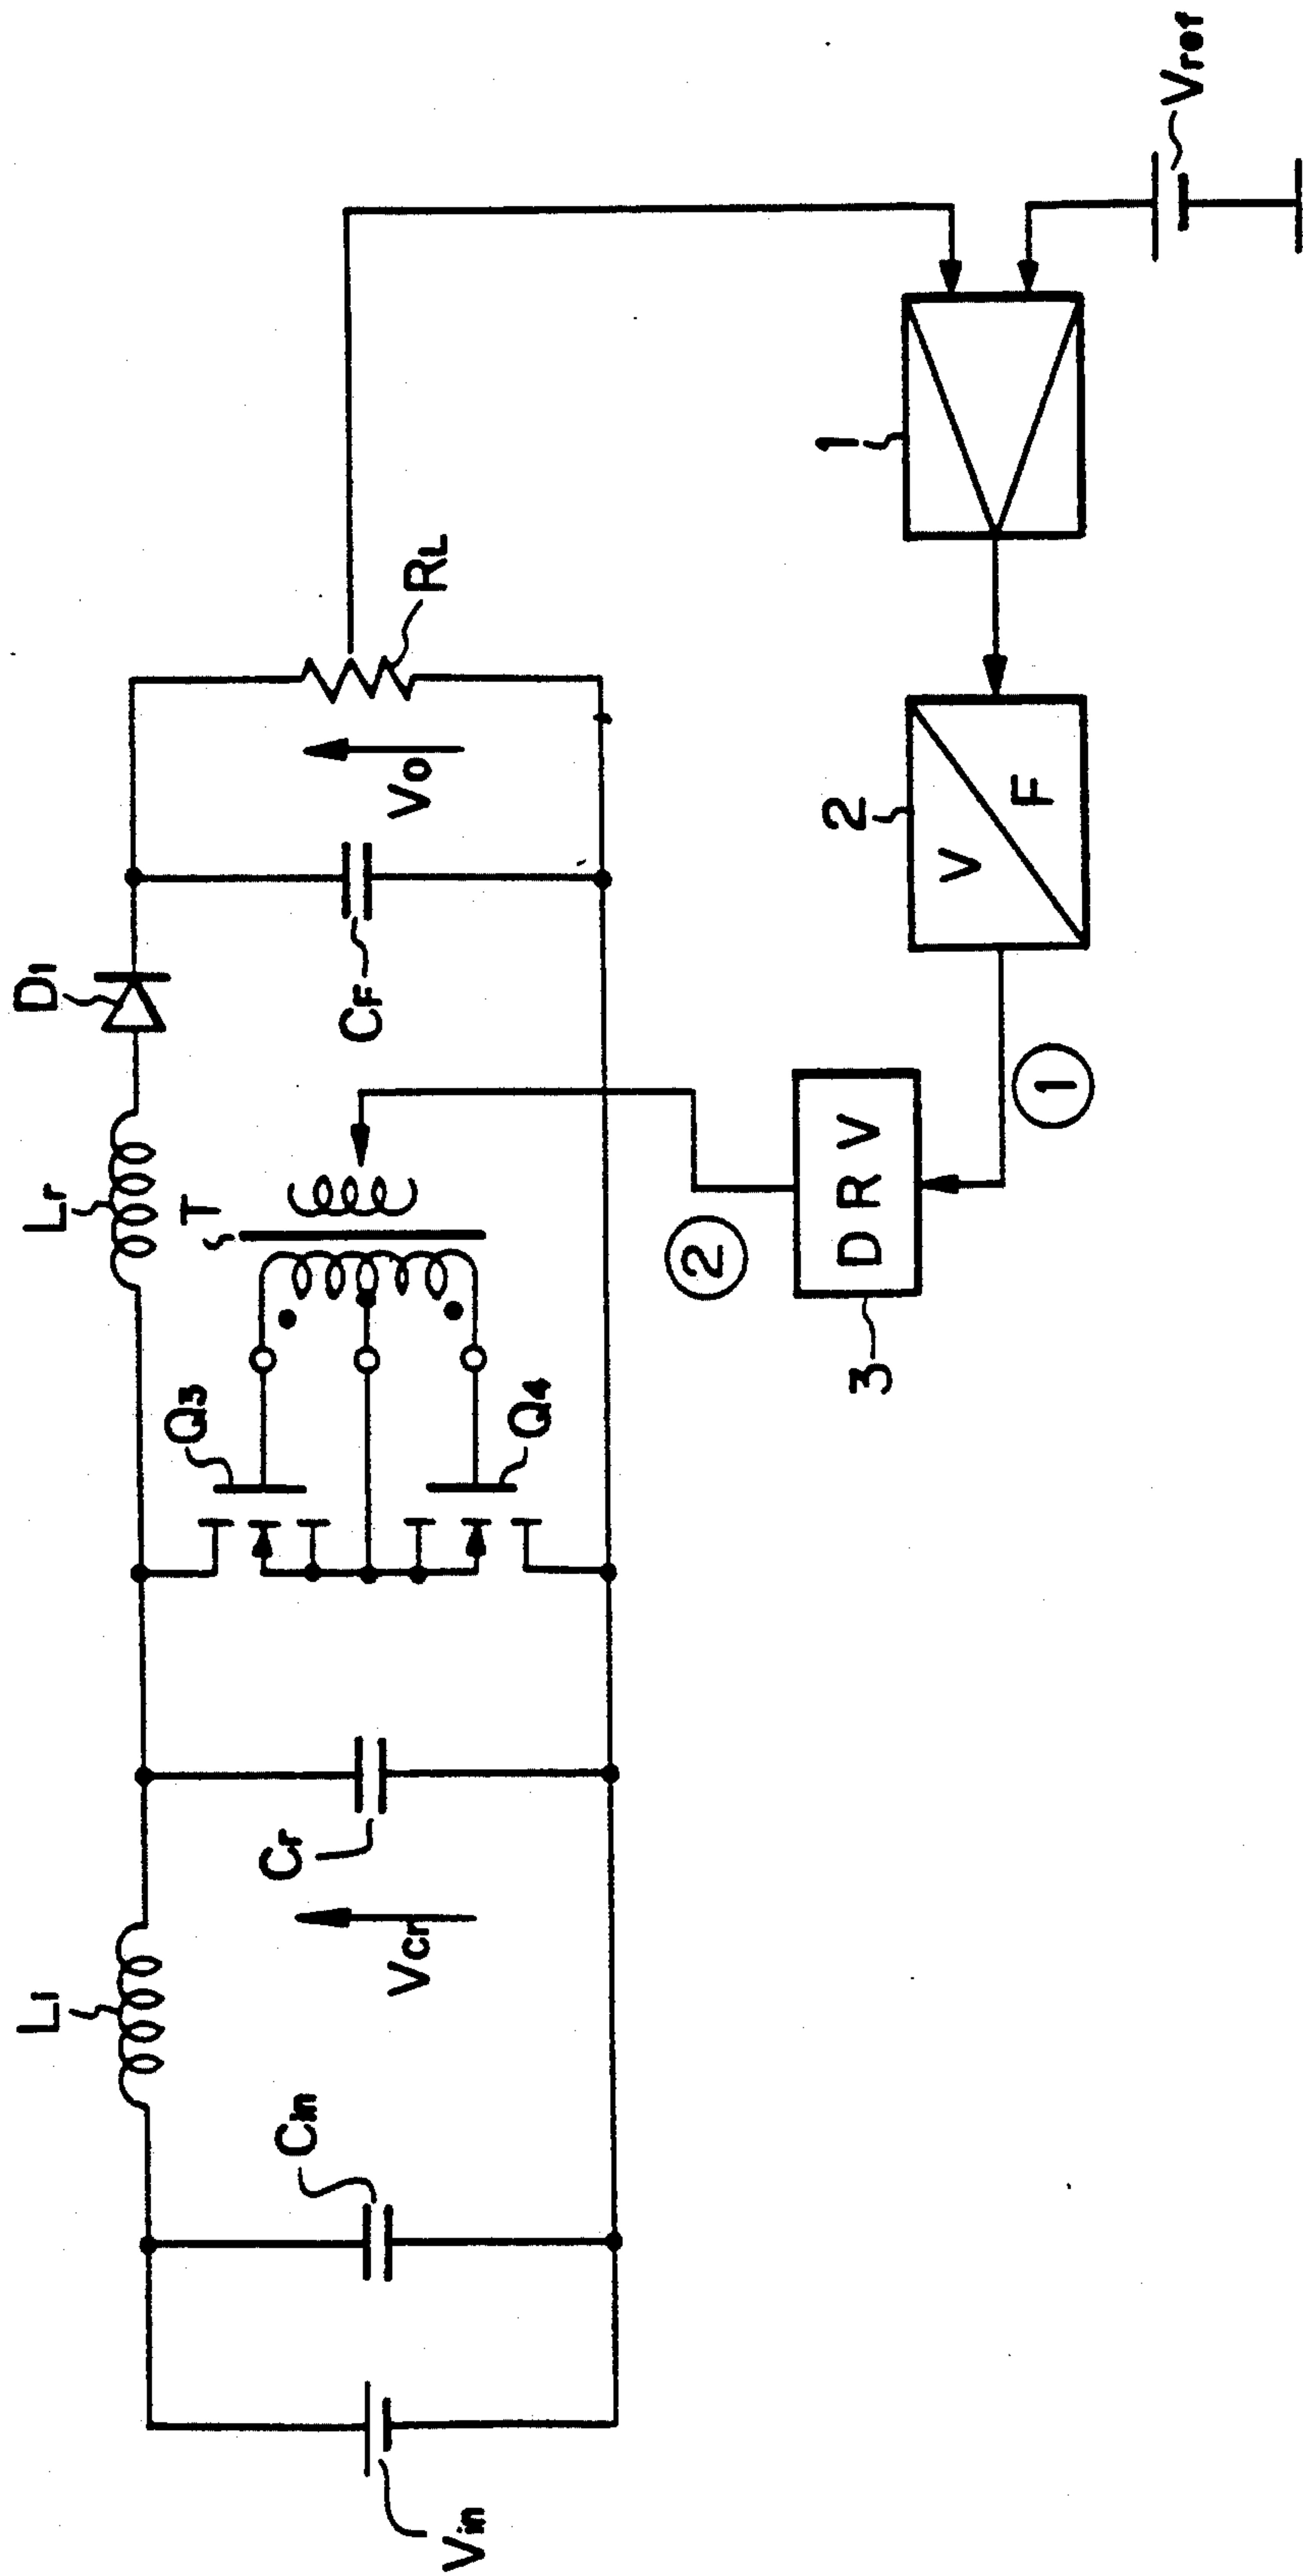 L1
Lr
D1
T
Q3
Cin
Cr
CF
Vcr
Vo
RL
Vin
Q4
②
1
2
V
F
DRV
3
①
Vref